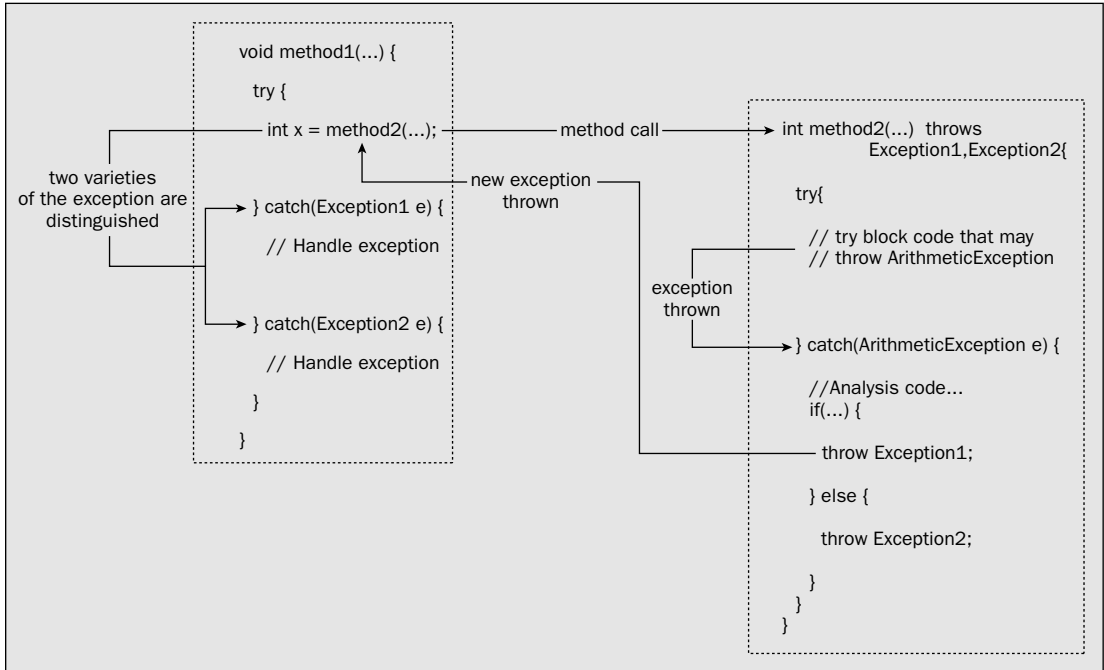 void method1(...) {
try {
int x = method2(...);
} catch(Exception1 e) {
// Handle exception
} catch(Exception2 e) {
// Handle exception
}
}
two varieties
of the exception are
distinguished
method call
new exception
thrown
int method2(...) throws
Exception1,Exception2{
try{
// try block code that may
// throw ArithmeticException
exception
thrown
} catch(ArithmeticException e) {
//Analysis code...
if(...) {
throw Exception1;
} else {
throw Exception2;
}
}
}